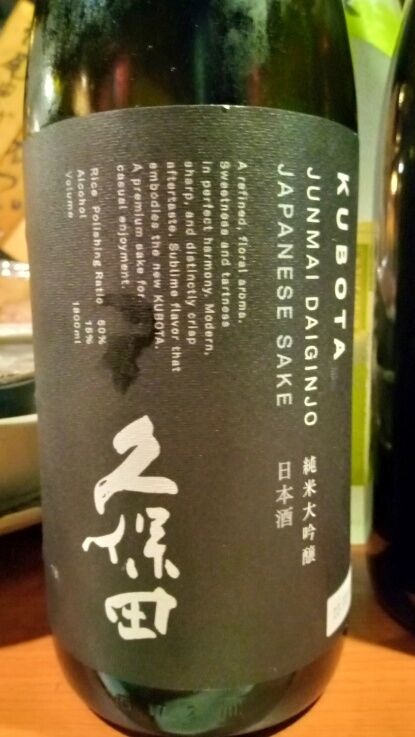 KUBOTA
JUNMAI DAIGINJO 純米大吟醸
JAPANESE SAKE 日本酒
A refined, floral aroma.
Sweetness and tartness
in perfect harmony. Modern,
sharp, and distinctly crisp
aftertaste. Sublime flavor that
embodies the new KUBOTA.
A premium sake for
casual enjoyment.
Rice Polishing Ratio 50%
Alcohol 15%
Volume 1800ml
久保田